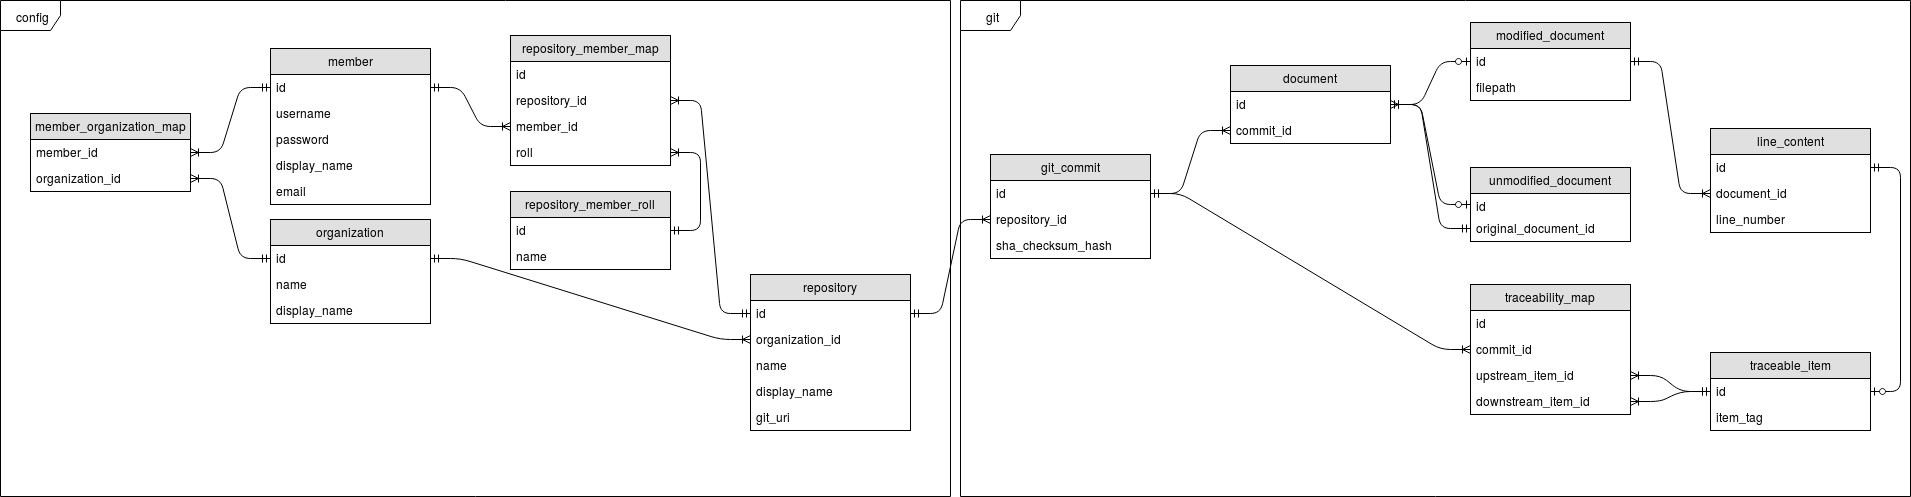 config
member_organization_map
member_id
organization_id
member
id
username
password
display_name
email
organization
id
name
display_name
repository_member_map
id
repository_id
member_id
roll
repository_member_roll
id
name
repository
id
organization_id
name
display_name
git_uri
git
git_commit
id
repository_id
sha_checksum_hash
document
id
commit_id
modified_document
id
filepath
unmodified_document
id
original_document_id
traceability_map
id
commit_id
upstream_item_id
downstream_item_id
line_content
id
document_id
line_number
traceable_item
id
item_tag